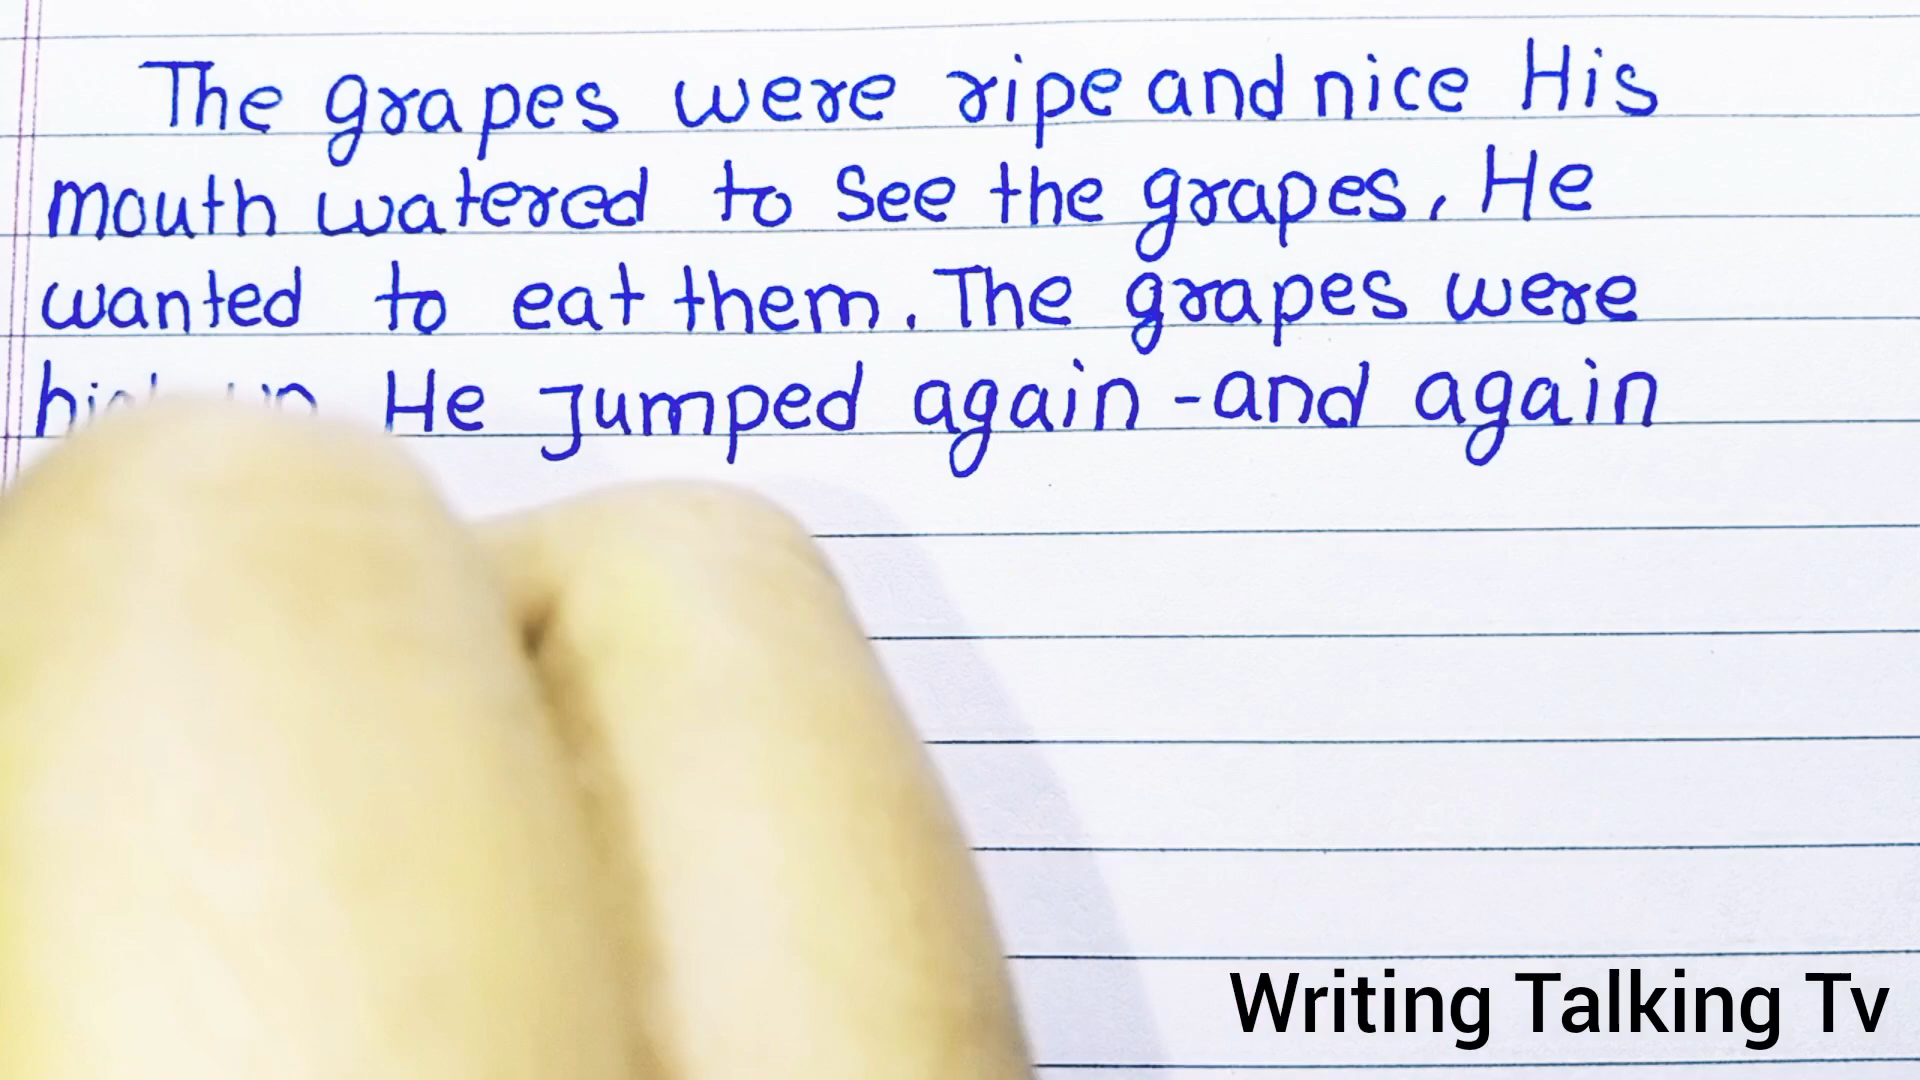 The grapes were ripe and nice His
mouth watered to See the grapes, He
wanted to eat them. The grapes were
He Jumped again-and again
Writing Talking Tv